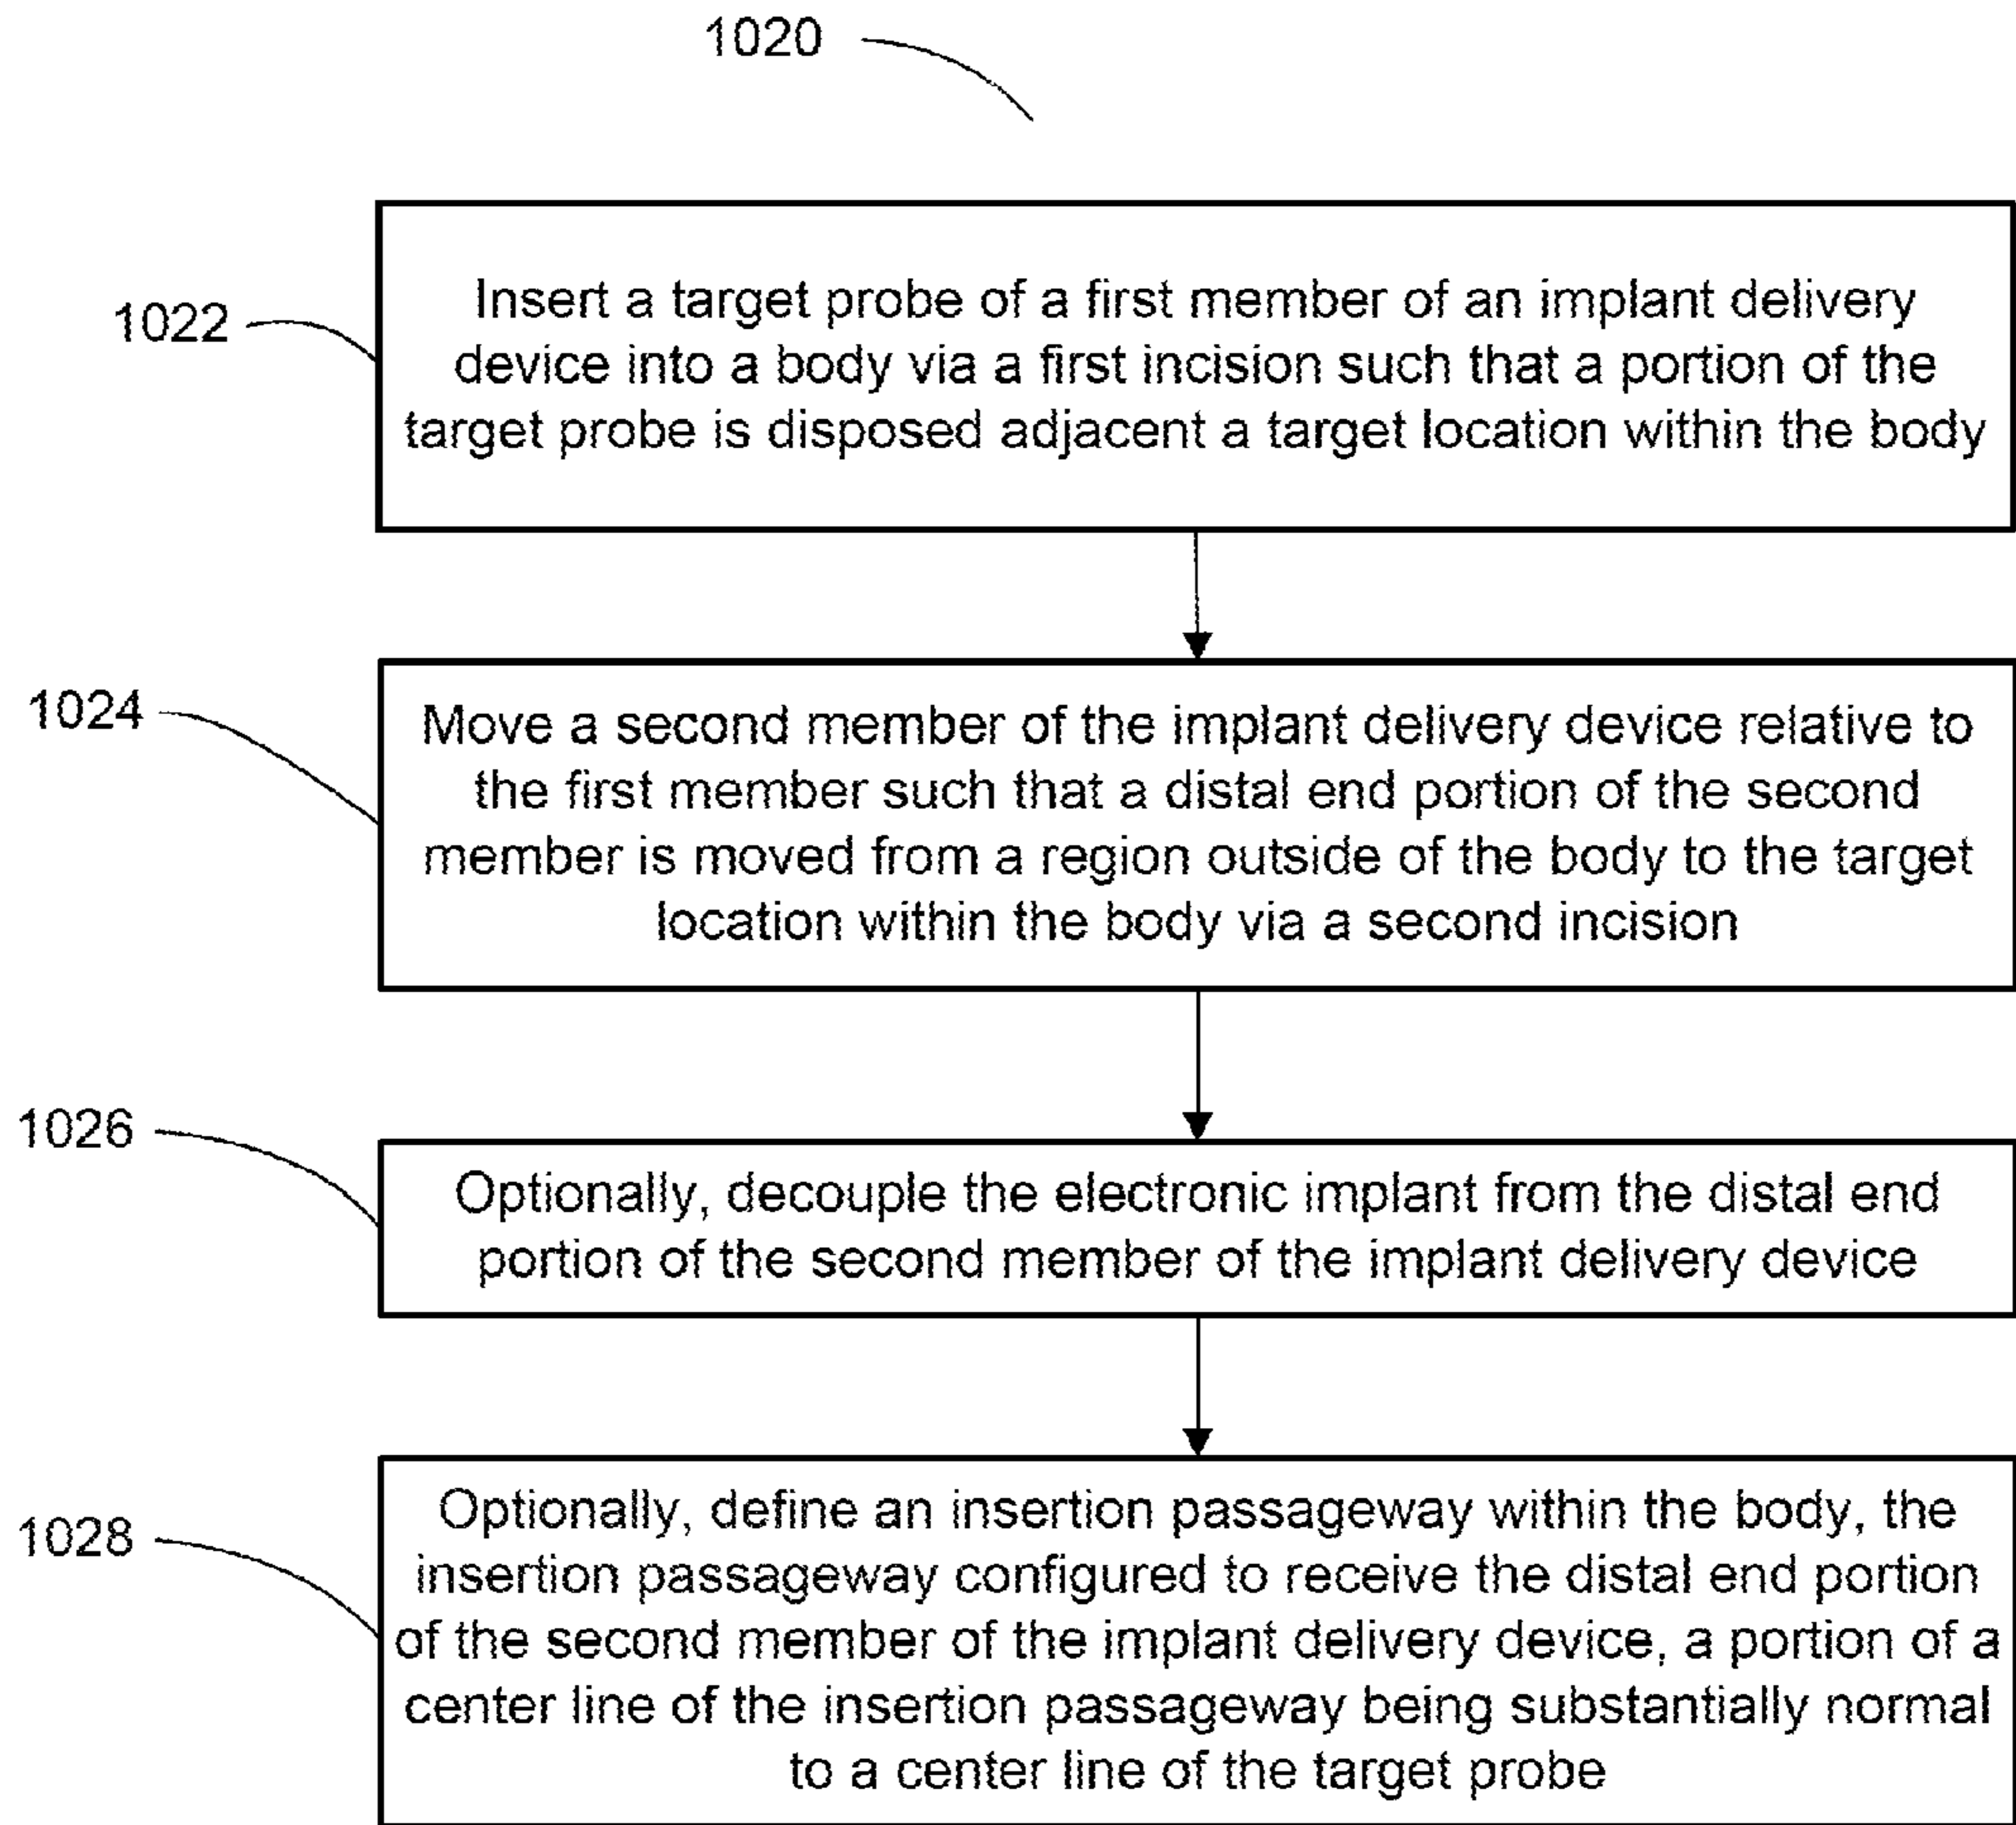 1020
1022
Insert a target probe of a first member of an implant delivery
device into a body via a first incision such that a portion of the
target probe is disposed adjacent a target location within the body
1024
Move a second member of the implant delivery device relative to
the first member such that a distal end portion of the second
member is moved from a region outside of the body to the target
location within the body via a second incision
1026
Optionally, decouple the electronic implant from the distal end
portion of the second member of the implant delivery device
1028
Optionally, define an insertion passageway within the body, the
insertion passageway configured to receive the distal end portion
of the second member of the implant delivery device, a portion of a
center line of the insertion passageway being substantially normal
to a center line of the target probe